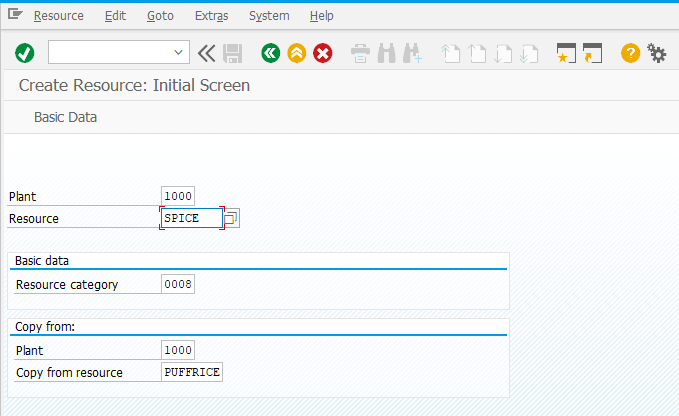 Resource Edit Goto Extras System Help
Create Resource: Initial Screen
Basic Data
Plant 1000
Resource SPICE
Basic data
Resource category 0008
Copy from:
Plant 1000
Copy from resource PUFFRICE